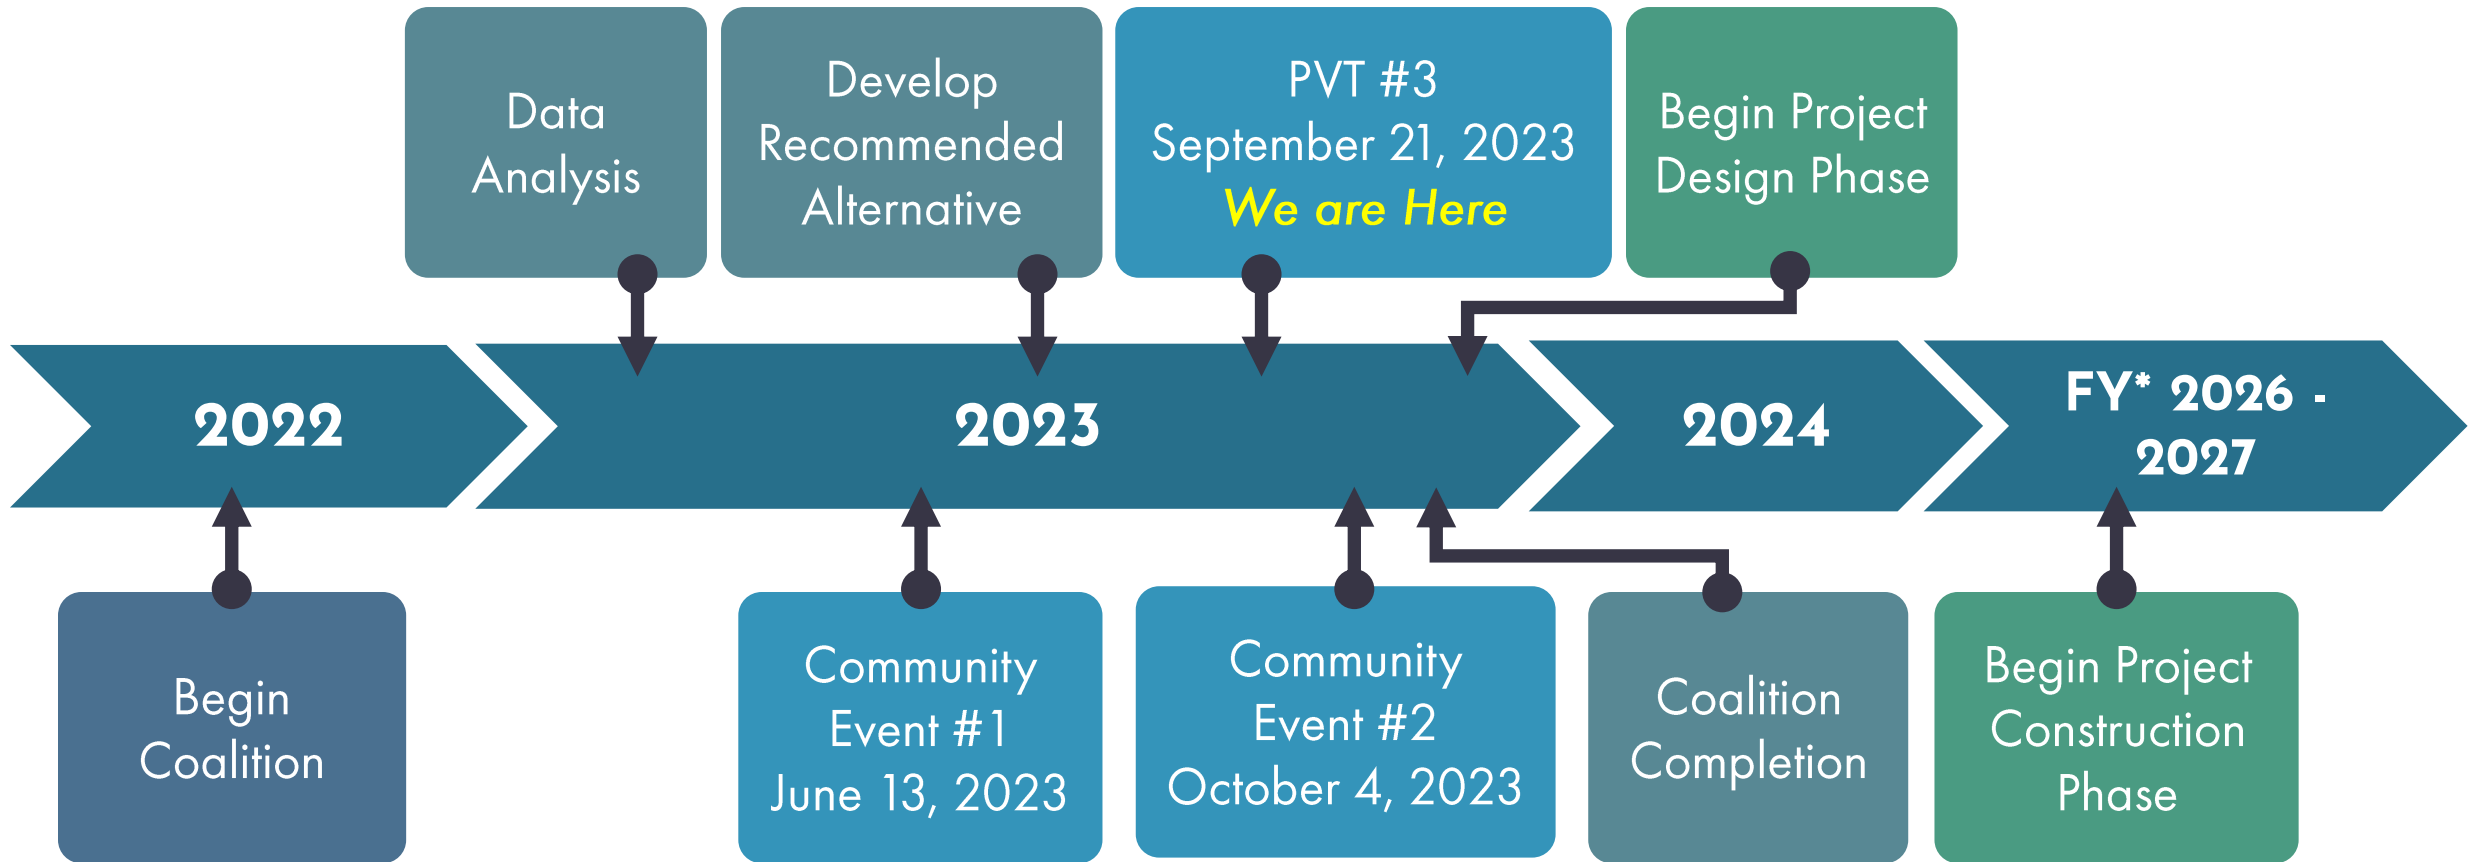 Data
Analysis
Develop
Recommended
Alternative
PVT #3
September 21, 2023
We are Here
Begin Project
Design Phase
2022
2023
2024
FY* 2026 -
2027
Begin
Coalition
Community
Event #1
June 13, 2023
Community
Event #2
October 4, 2023
Coalition
Completion
Begin Project
Construction
Phase